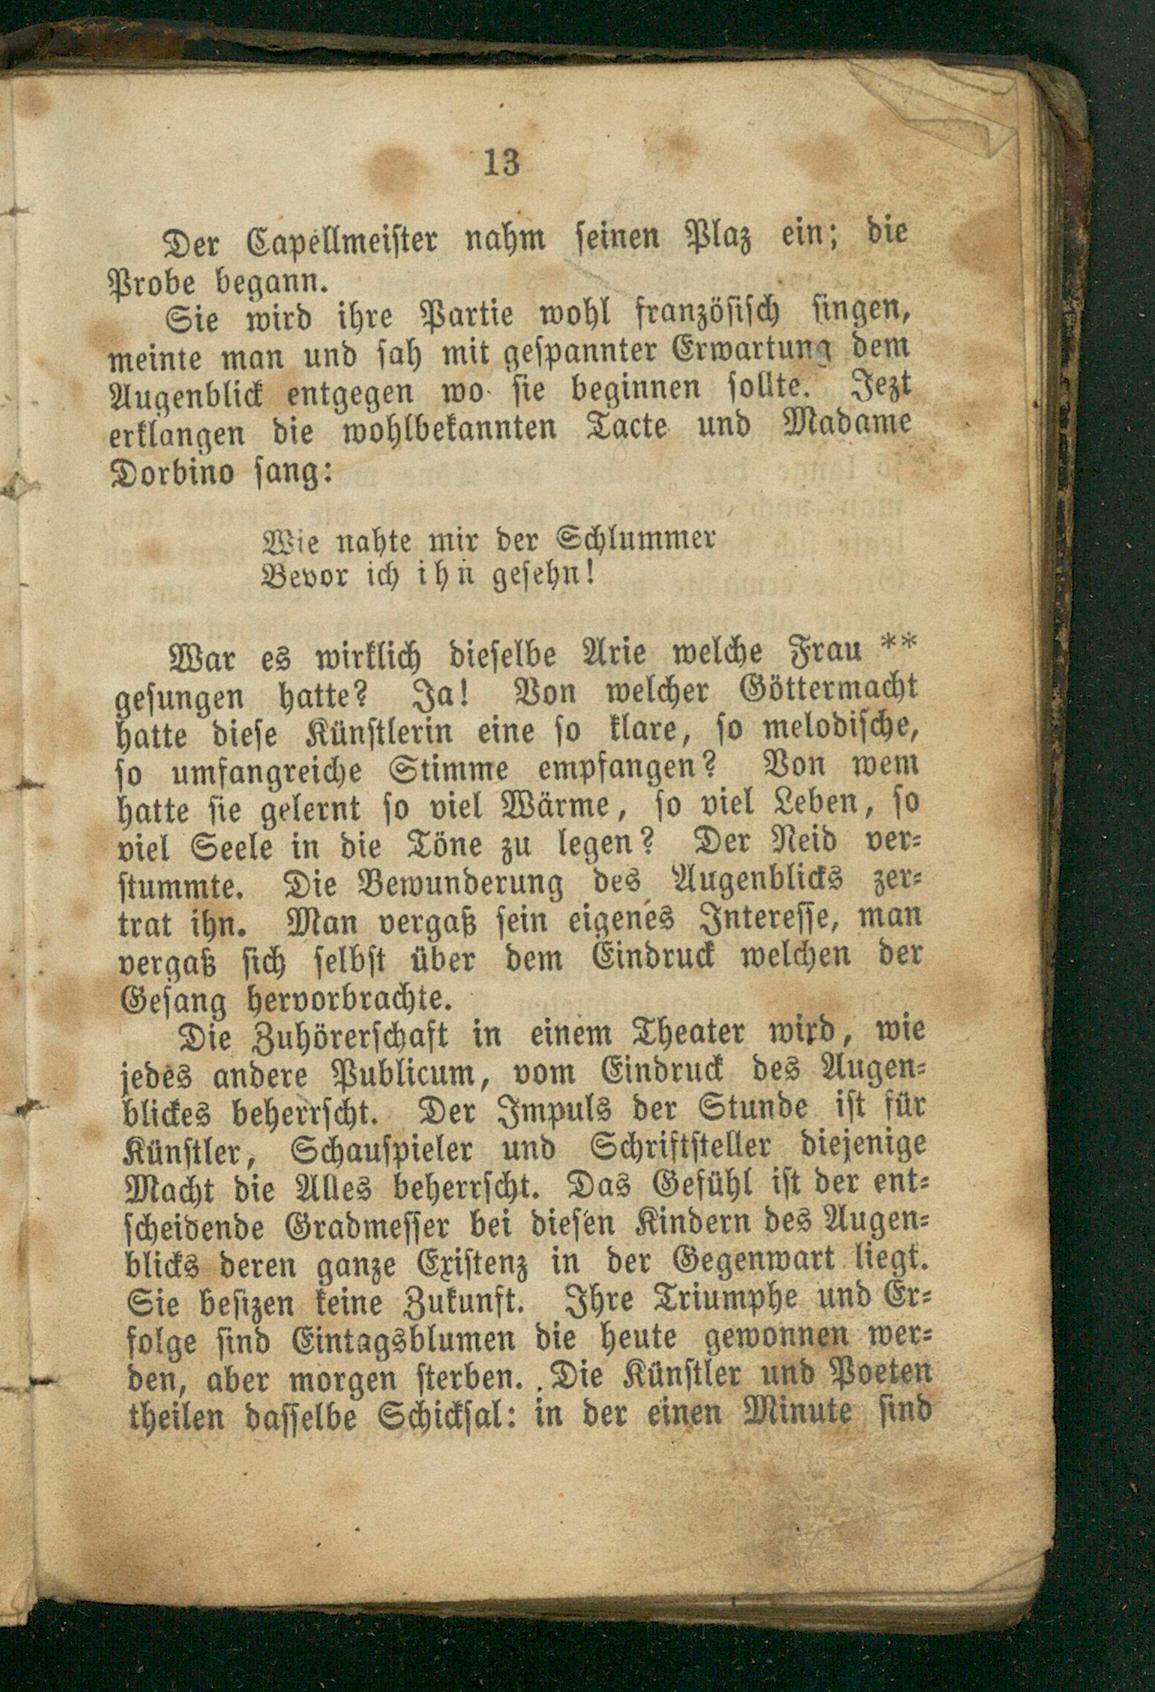 13
Der Capellmeister nahm seinen Plaz ein; die
Probe begann.
Sie wird ihre Partie wohl französisch singen,
meinte man und sah mit gespannter Erwartung dem
Augenblick entgegen wo sie beginnen sollte. Jezt
erklangen die wohlbekannten Tacte und Madame
Dorbino sang:
Wie nahte mir der Schlummer
Bevor ich ihn gesehn!
War es wirklich dieselbe Arie welche Frau **
gesungen hatte? Ja! Von welcher Göttermacht
hatte diese Künstlerin eine so klare, so melodische,
so umfangreiche Stimme empfangen? Von wem
hatte sie gelernt so viel Wärme, so viel Leben, so
viel Seele in die Töne zu legen? Der Neid ver-
stummte. Die Bewunderung des Augenblicks zer-
trat ihn. Man vergaß sein eigenes Interesse, man
vergaß sich selbst über dem Eindruck welchen der
Gesang hervorbrachte.
Die Zuhörerschaft in einem Theater wird, wie
jedes andere Publicum, vom Eindruck des Augen-
blickes beherrscht. Der Impuls der Stunde ist für
Künstler, Schauspieler und Schriftsteller diejenige
Macht die Alles beherrscht. Das Gefühl ist der ent-
scheidende Gradmesser bei diesen Kindern des Augen-
blicks deren ganze Existenz in der Gegenwart liegt.
Sie besizen keine Zukunft. Ihre Triumphe und Er-
folge sind Eintagsblumen die heute gewonnen wer-
den, aber morgen sterben. Die Künstler und Poeten
theilen dasselbe Schicksal: in der einen Minute sind